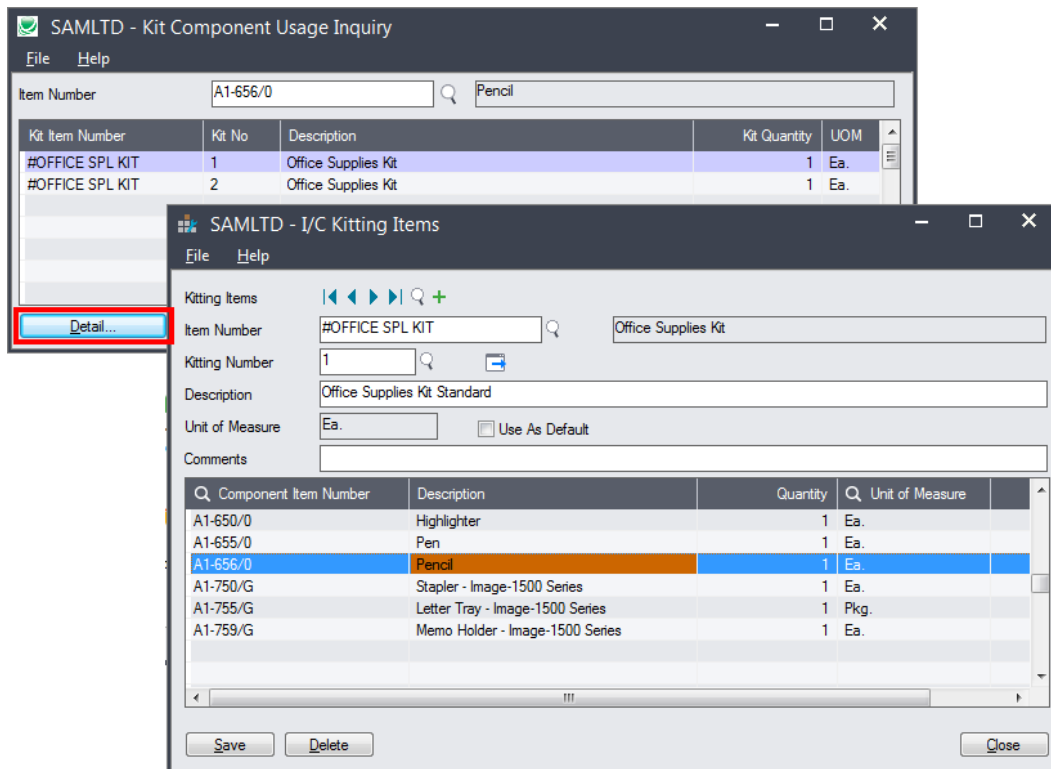 SAMLTD - Kit Component Usage Inquiry
File Help
Item Number A1-656/0 Pencil
Kit Item Number Kit No Description Kit Quantity UOM
#OFFICE SPL KIT 1 Office Supplies Kit 1 Ea.
#OFFICE SPL KIT 2 Office Supplies Kit 1 Ea.
Detail...
SAMLTD - I/C Kitting Items
File Help
Kitting Items
Item Number #OFFICE SPL KIT Office Supplies Kit
Kitting Number 1
Description Office Supplies Kit Standard
Unit of Measure Ea. Use As Default
Comments
Component Item Number Description Quantity Unit of Measure
A1-650/0 Highlighter 1 Ea.
A1-655/0 Pen 1 Ea.
A1-656/0 Pencil 1 Ea.
A1-750/G Stapler - Image-1500 Series 1 Ea.
A1-755/G Letter Tray - Image-1500 Series 1 Pkg.
A1-759/G Memo Holder - Image-1500 Series 1 Ea.
Save Delete Close